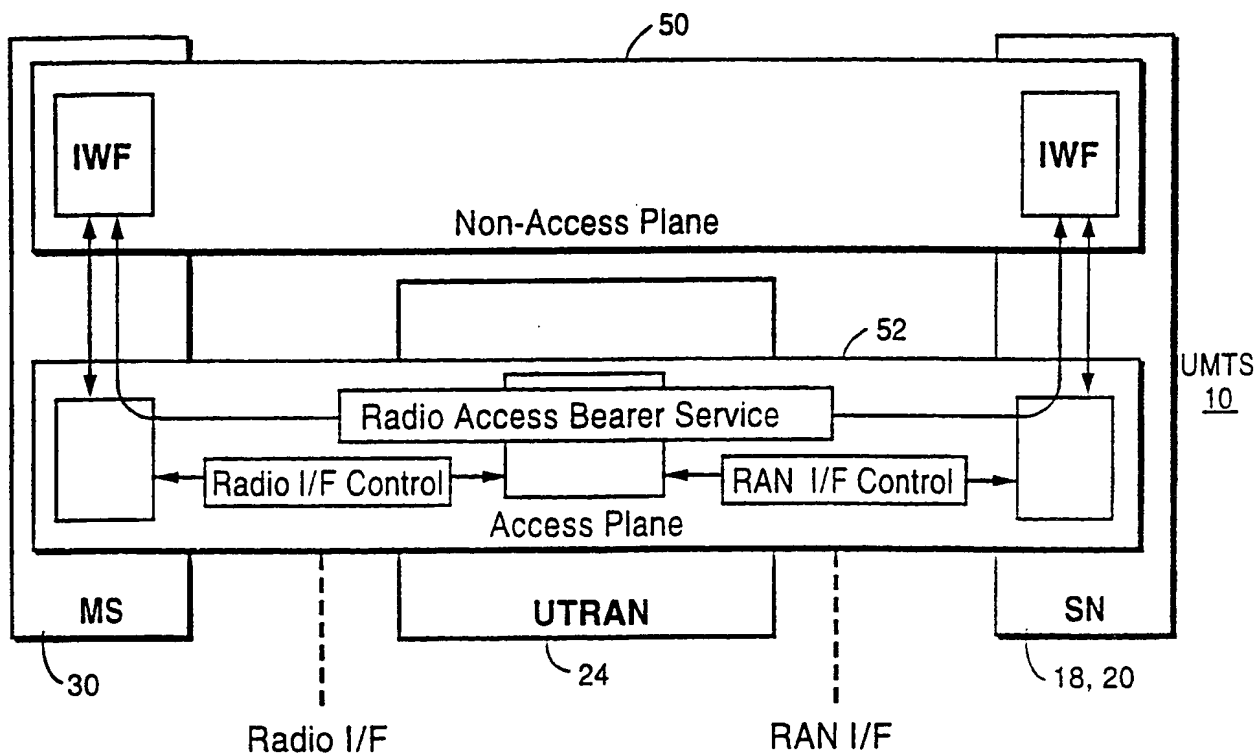 50
IWF
IWF
Non-Access Plane
52
UMTS
10
Radio Access Bearer Service
Radio I/F Control
RAN I/F Control
Access Plane
MS
UTRAN
SN
30
24
18, 20
Radio I/F
RAN I/F